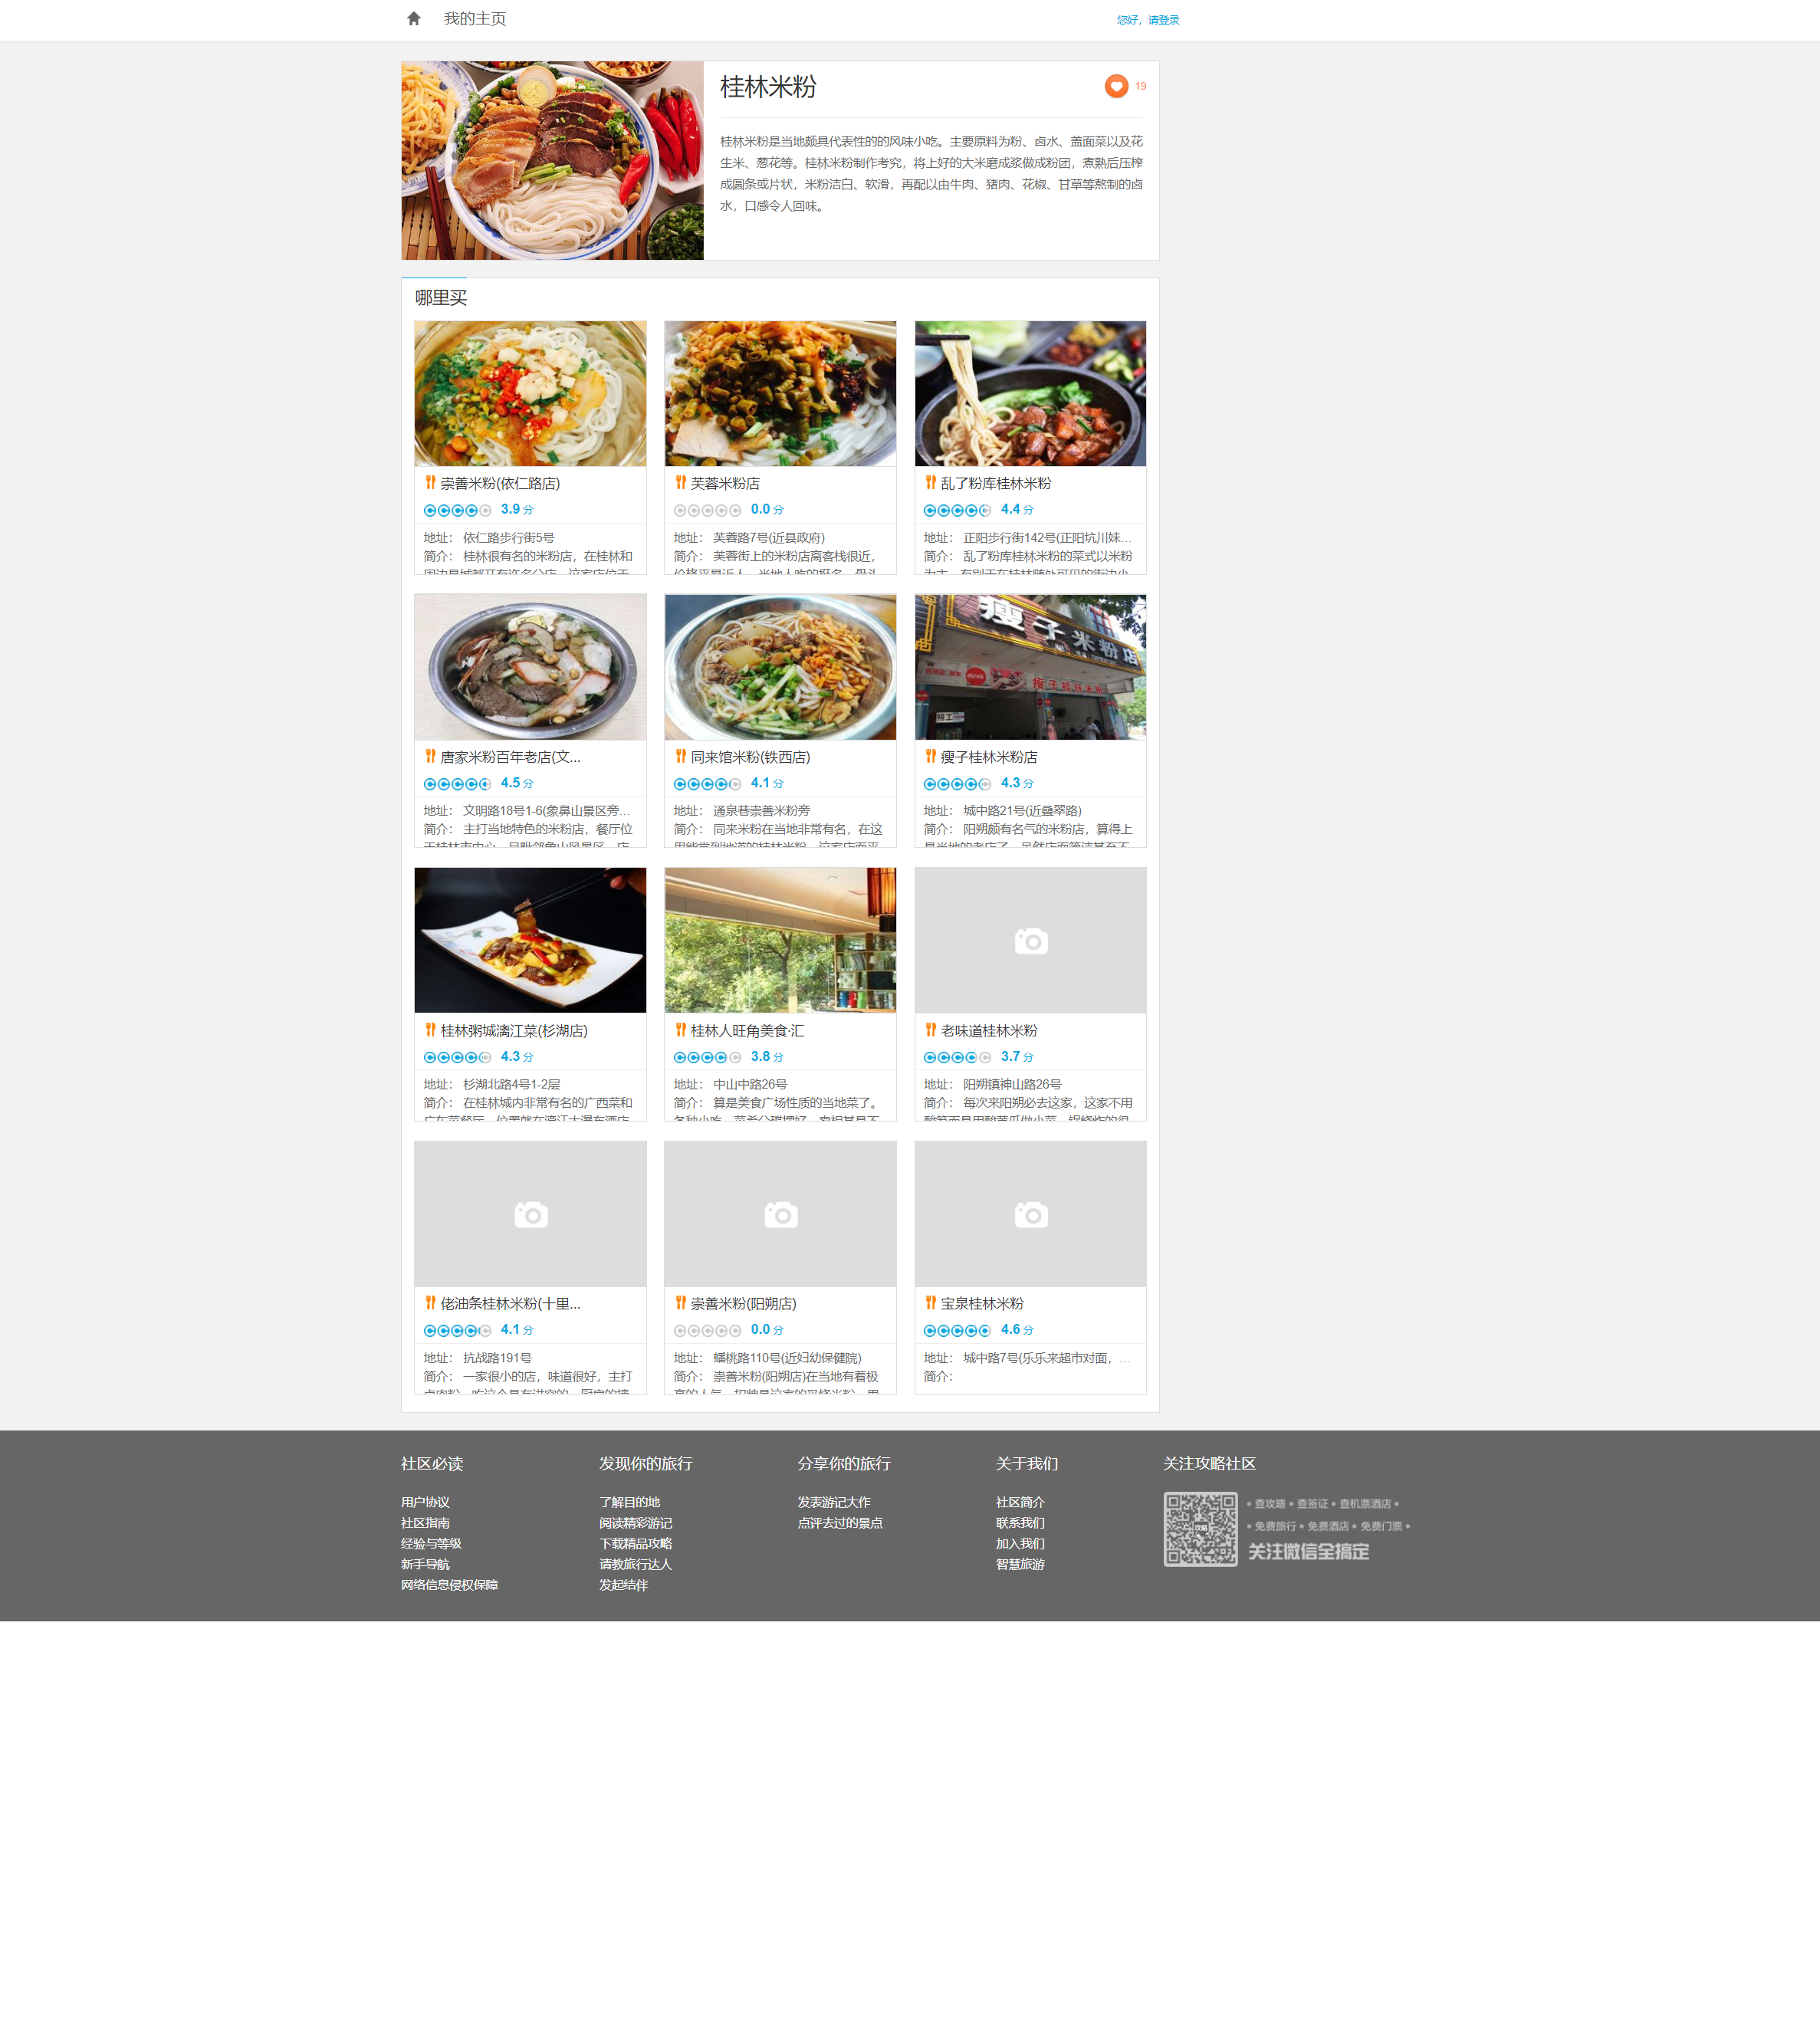 我的主页
您好，请登录
桂林米粉
19
桂林米粉是当地颇具代表性的的风味小吃。主要原料为粉、卤水、盖面菜以及花
生米、葱花等。桂林米粉制作考究，将上好的大米磨成浆做成粉团，煮熟后压榨
成圆条或片状，米粉洁白、软滑，再配以由牛肉、猪肉、花椒、甘草等熬制的卤
水，口感令人回味。
哪里买
崇善米粉(依仁路店)
3.9 分
地址： 依仁路步行街5号
简介： 桂林很有名的米粉店，在桂林和
芙蓉米粉店
0.0 分
地址： 芙蓉路7号(近县政府)
简介： 芙蓉街上的米粉店离客栈很近，
乱了粉库桂林米粉
4.4 分
地址： 正阳步行街142号(正阳坑川妹…
简介： 乱了粉库桂林米粉的菜式以米粉
瘦子米粉店
瘦子桂林米粉
招工
唐家米粉百年老店(文...
4.5 分
地址： 文明路18号1-6(象鼻山景区旁…
简介： 主打当地特色的米粉店，餐厅位
同来馆米粉(铁西店)
4.1 分
地址： 通泉巷崇善米粉旁
简介： 同来米粉在当地非常有名，在这
瘦子桂林米粉店
4.3 分
地址： 城中路21号(近叠翠路)
简介： 阳朔颇有名气的米粉店，算得上
桂林粥城漓江菜(杉湖店)
4.3 分
地址： 杉湖北路4号1-2层
简介： 在桂林城内非常有名的广西菜和
桂林人旺角美食·汇
3.8 分
地址： 中山中路26号
简介： 算是美食广场性质的当地菜了。
老味道桂林米粉
3.7 分
地址： 阳朔镇神山路26号
简介： 每次来阳朔必去这家，这家不用
佬油条桂林米粉(十里...
4.1 分
地址： 抗战路191号
简介： 一家很小的店，味道很好，主打
崇善米粉(阳朔店)
0.0 分
地址： 蟠桃路110号(近妇幼保健院)
简介： 崇善米粉(阳朔店)在当地有着极
宝泉桂林米粉
4.6 分
地址： 城中路7号(乐乐来超市对面，…
简介：
社区必读
用户协议
社区指南
经验与等级
新手导航
网络信息侵权保障
发现你的旅行
了解目的地
阅读精彩游记
下载精品攻略
请教旅行达人
发起结伴
分享你的旅行
发表游记大作
点评去过的景点
关于我们
社区简介
联系我们
加入我们
智慧旅游
关注攻略社区
• 查攻略 • 查签证 • 查机票酒店 •
• 免费旅行 • 免费酒店 • 免费门票 •
关注微信全搞定